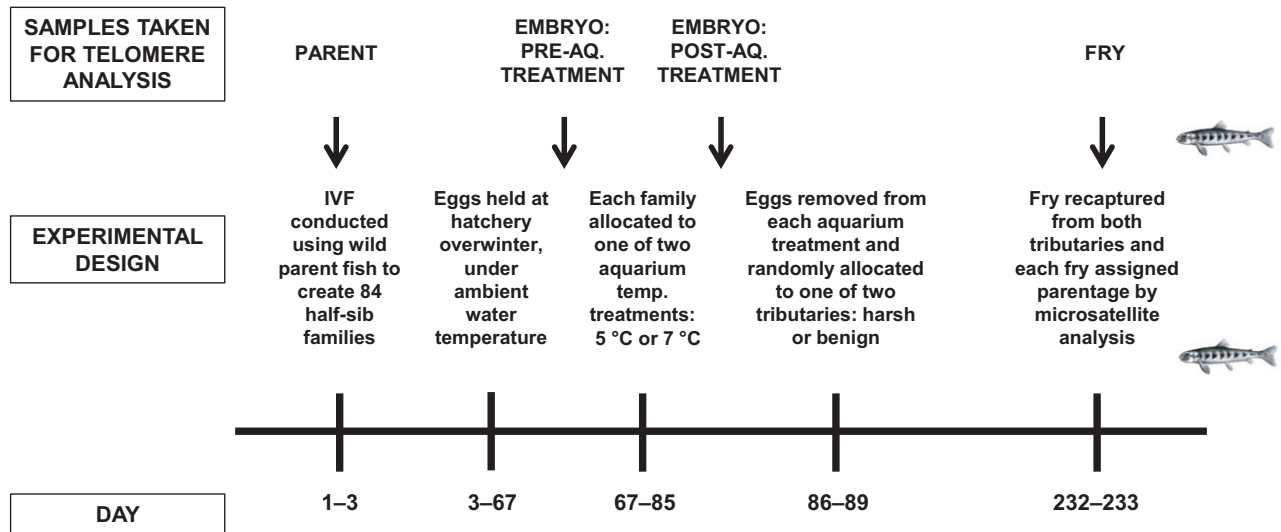 SAMPLES TAKEN
FOR TELOMERE
ANALYSIS
PARENT
EMBRYO:
PRE-AQ.
TREATMENT
EMBRYO:
POST-AQ.
TREATMENT
FRY
EXPERIMENTAL
DESIGN
IVF
conducted
using wild
parent fish to
create 84
half-sib
families
Eggs held at
hatchery
overwinter,
under
ambient
water
temperature
Each family
allocated to
one of two
aquarium
temp.
treatments:
5 °C or 7 °C
Eggs removed from
each aquarium
treatment and
randomly allocated
to one of two
tributaries: harsh
or benign
Fry recaptured
from both
tributaries and
each fry assigned
parentage by
microsatellite
analysis
DAY
1–3
3–67
67–85
86–89
232–233